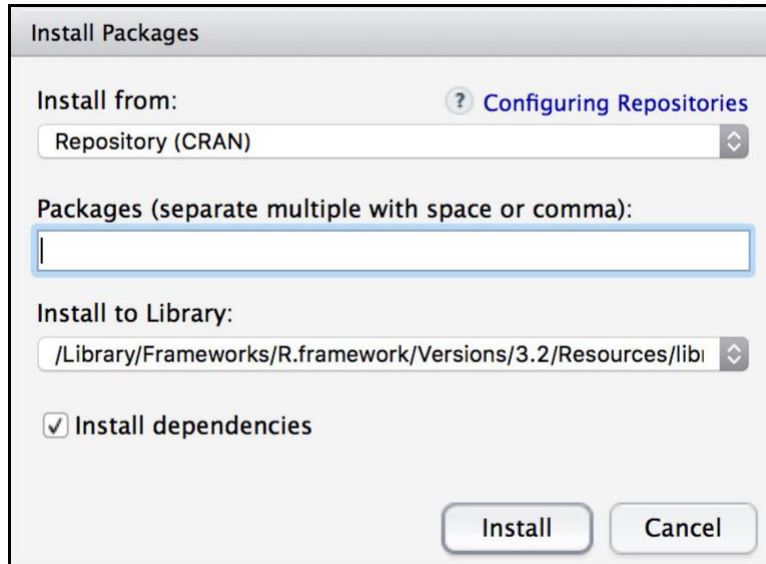 Install Packages
Install from:
? Configuring Repositories
Repository (CRAN)
Packages (separate multiple with space or comma):
Install to Library:
/Library/Frameworks/R.framework/Versions/3.2/Resources/libr
Install dependencies
Install
Cancel